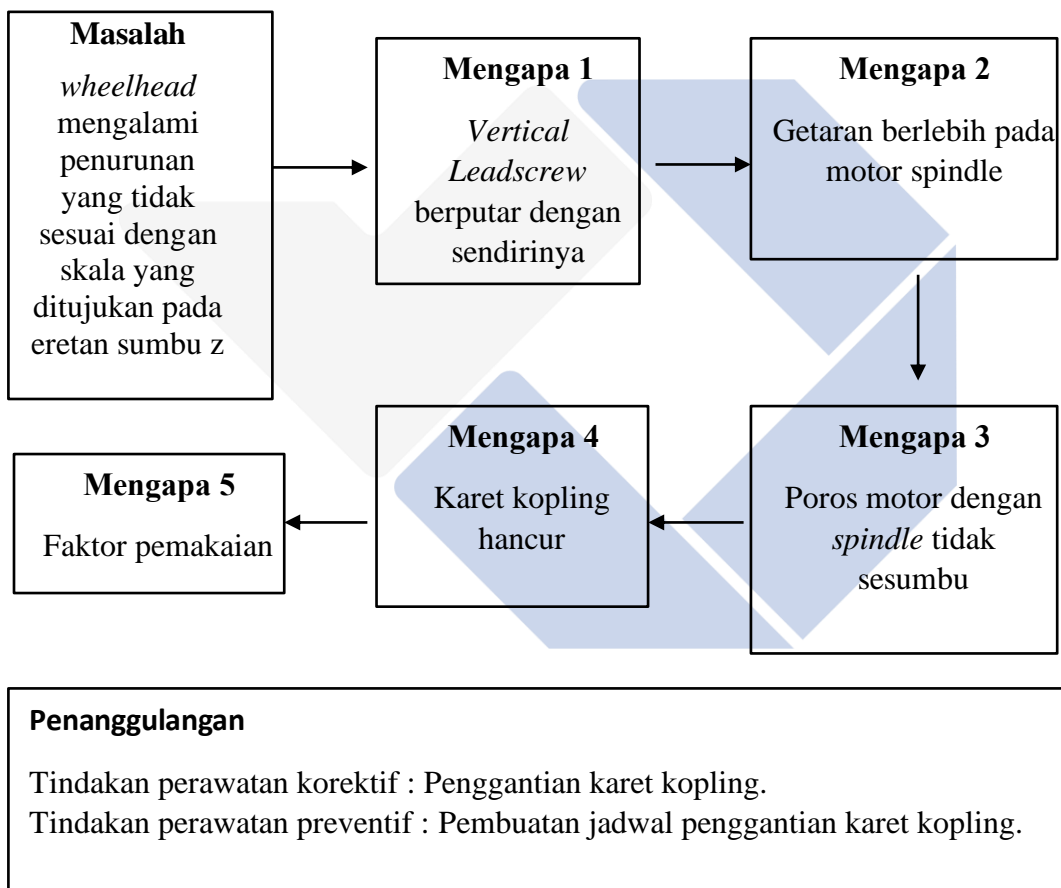 Masalah
wheelhead
mengalami
penurunan
yang tidak
sesuai dengan
skala yang
ditujukan pada
eretan sumbu z
Mengapa 1
Vertical
Leadscrew
berputar dengan
sendirinya
Mengapa 2
Getaran berlebih pada
motor spindle
Mengapa 3
Poros motor dengan
spindle tidak
sesumbu
Mengapa 4
Karet kopling
hancur
Mengapa 5
Faktor pemakaian
Penanggulangan
Tindakan perawatan korektif : Penggantian karet kopling.
Tindakan perawatan preventif : Pembuatan jadwal penggantian karet kopling.